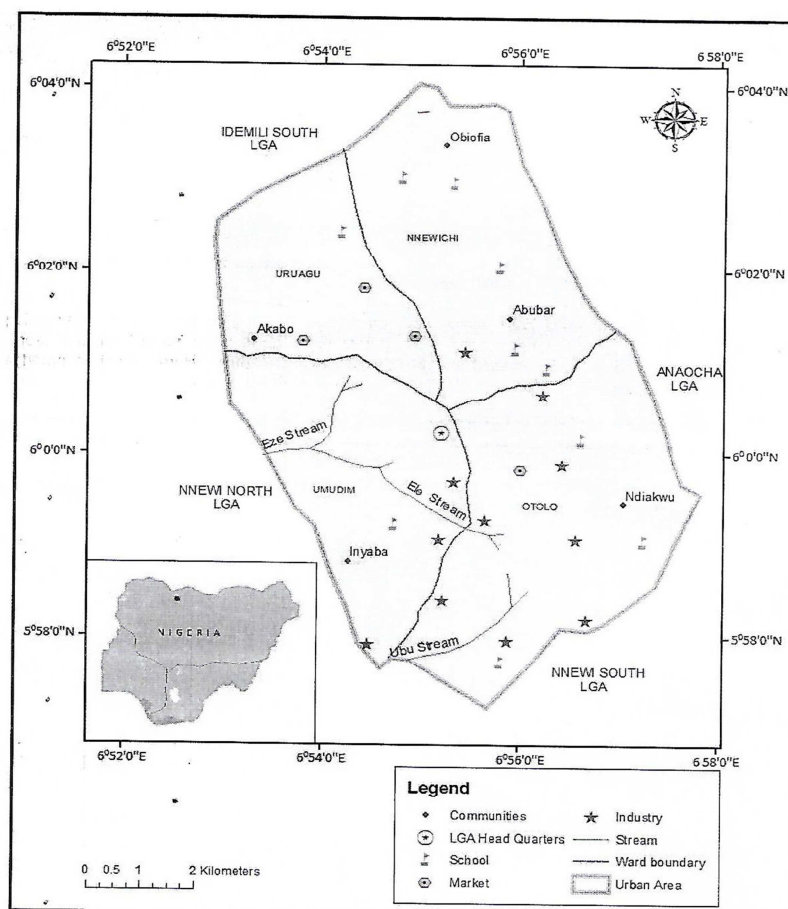 6°52'0"E
6°54'0"E
6°56'0"E
6 58'0"E
6°04'0"N
6°04'0"N
N
W
E
S
Obiofia
IDEMILI SOUTH
LGA
NNEWICHI
6°02'0"N
6°02'0"N
URUAGU
Abubar
Akabo
ANAOCHA
LGA
Eze Stream
6°0'0"N
6°0'0"N
NNEWI NORTH
LGA
UMUDIM
Ele Stream
OTOLO
Ndiakwu
Inyaba
5°58'0"N
5°58'0"N
NIGERIA
Ubu Stream
NNEWI SOUTH
LGA
6°52'0"E
6°54'0"E
6°56'0"E
6 58'0"E
Legend
Communities
Industry
LGA Head Quarters
Stream
School
Ward boundary
Market
Urban Area
0 0.5 1 2 Kilometers